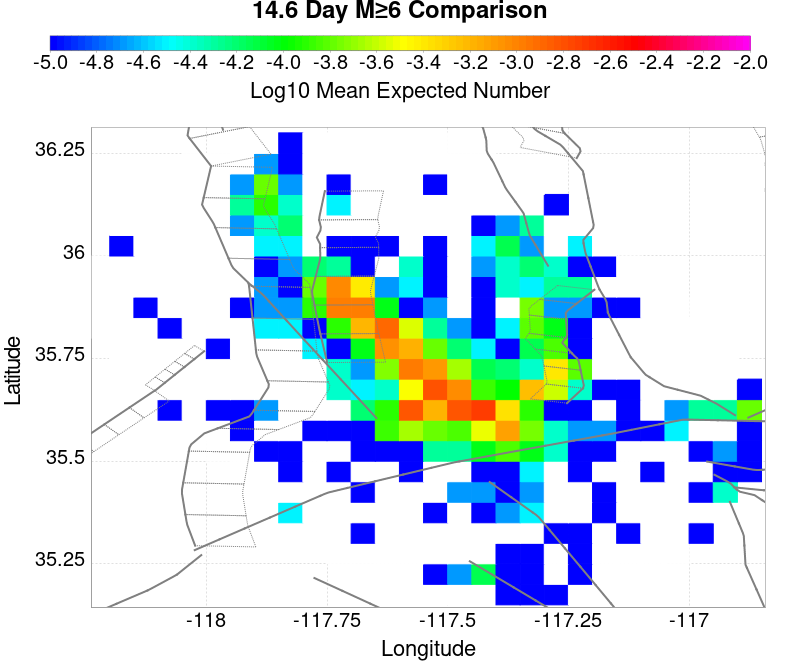 14.6 Day M≥6 Comparison
-5.0 -4.8 -4.6 -4.4 -4.2 -4.0 -3.8 -3.6 -3.4 -3.2 -3.0 -2.8 -2.6 -2.4 -2.2 -2.0
Log10 Mean Expected Number
36.25
36
35.75
35.5
35.25
Latitude
-118 -117.75 -117.5 -117.25 -117
Longitude